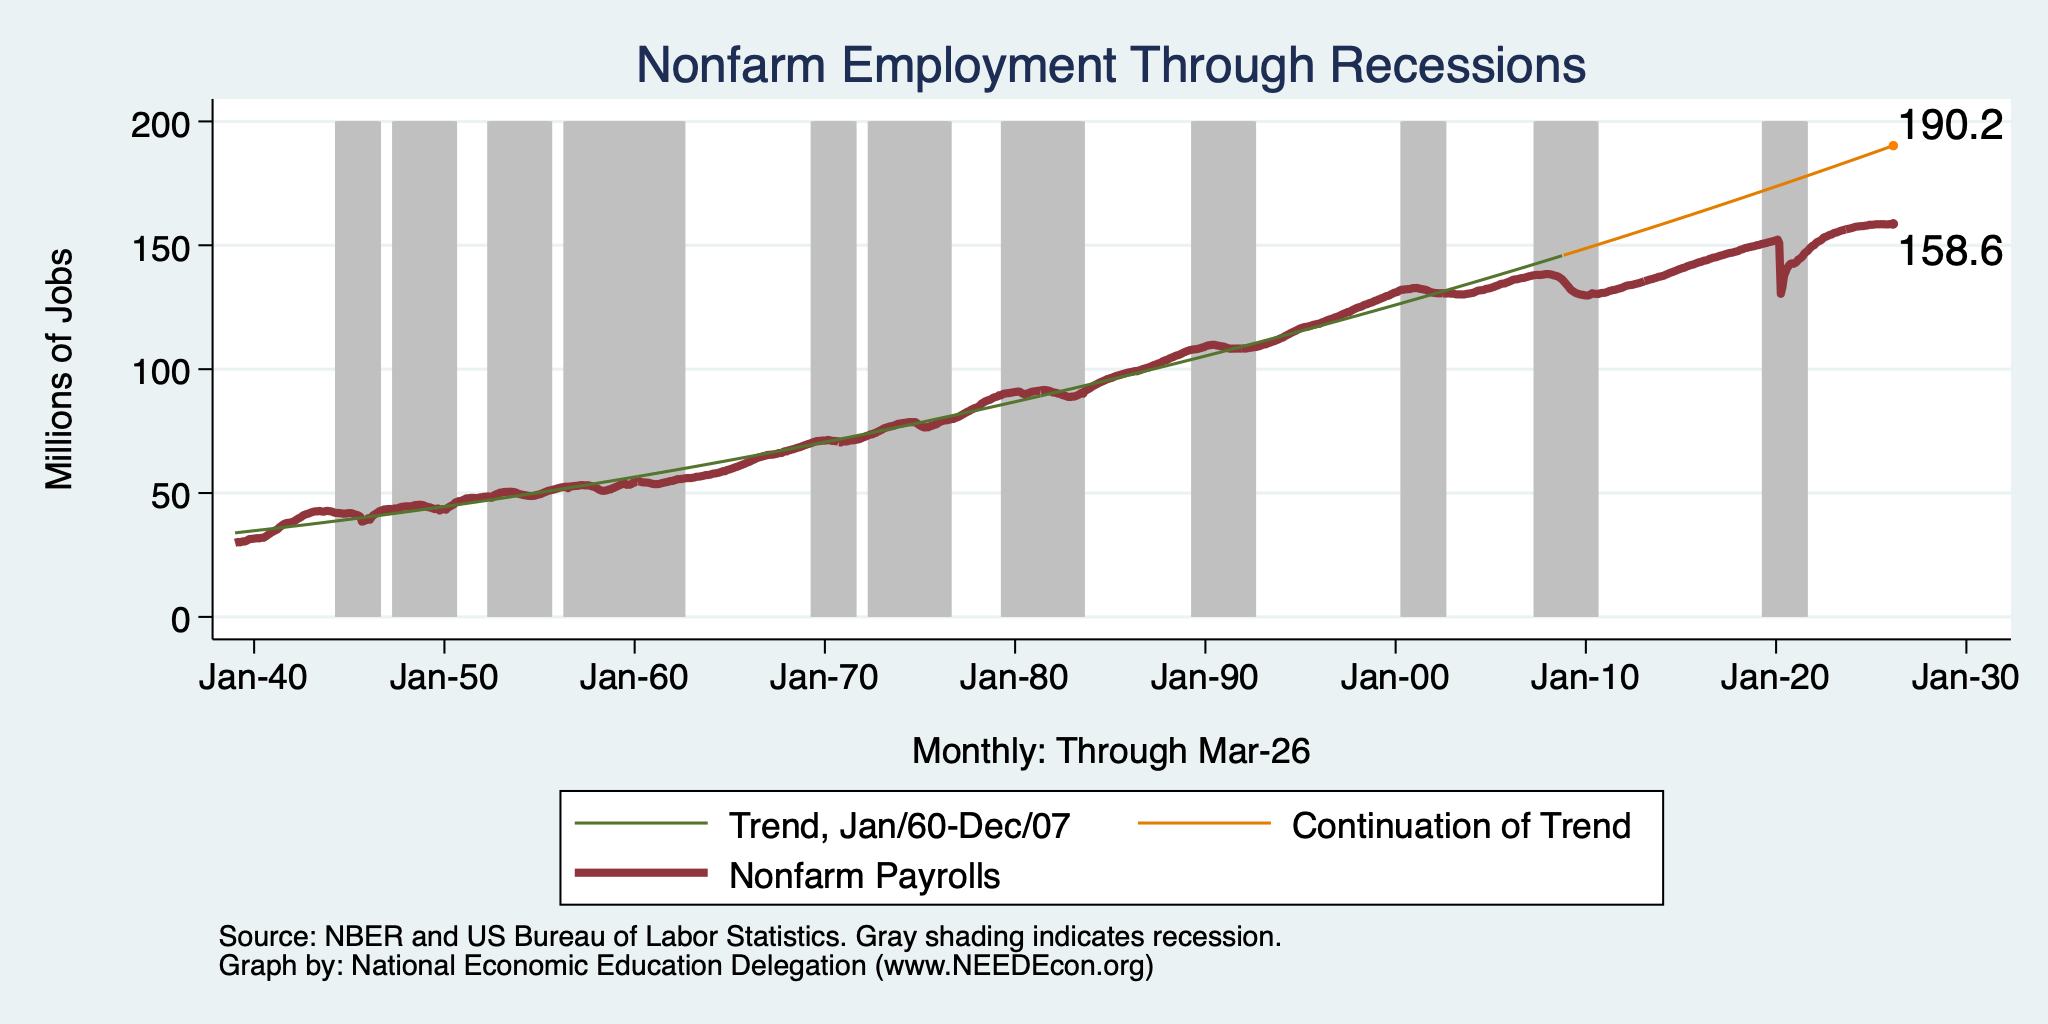 Nonfarm Employment Through Recessions
Millions of Jobs
200
150
100
50
0
190.2
158.6
Jan-40 Jan-50 Jan-60 Jan-70 Jan-80 Jan-90 Jan-00 Jan-10 Jan-20 Jan-30
Monthly: Through Mar-26
Trend, Jan/60-Dec/07 Continuation of Trend
Nonfarm Payrolls
Source: NBER and US Bureau of Labor Statistics. Gray shading indicates recession.
Graph by: National Economic Education Delegation (www.NEEDEcon.org)